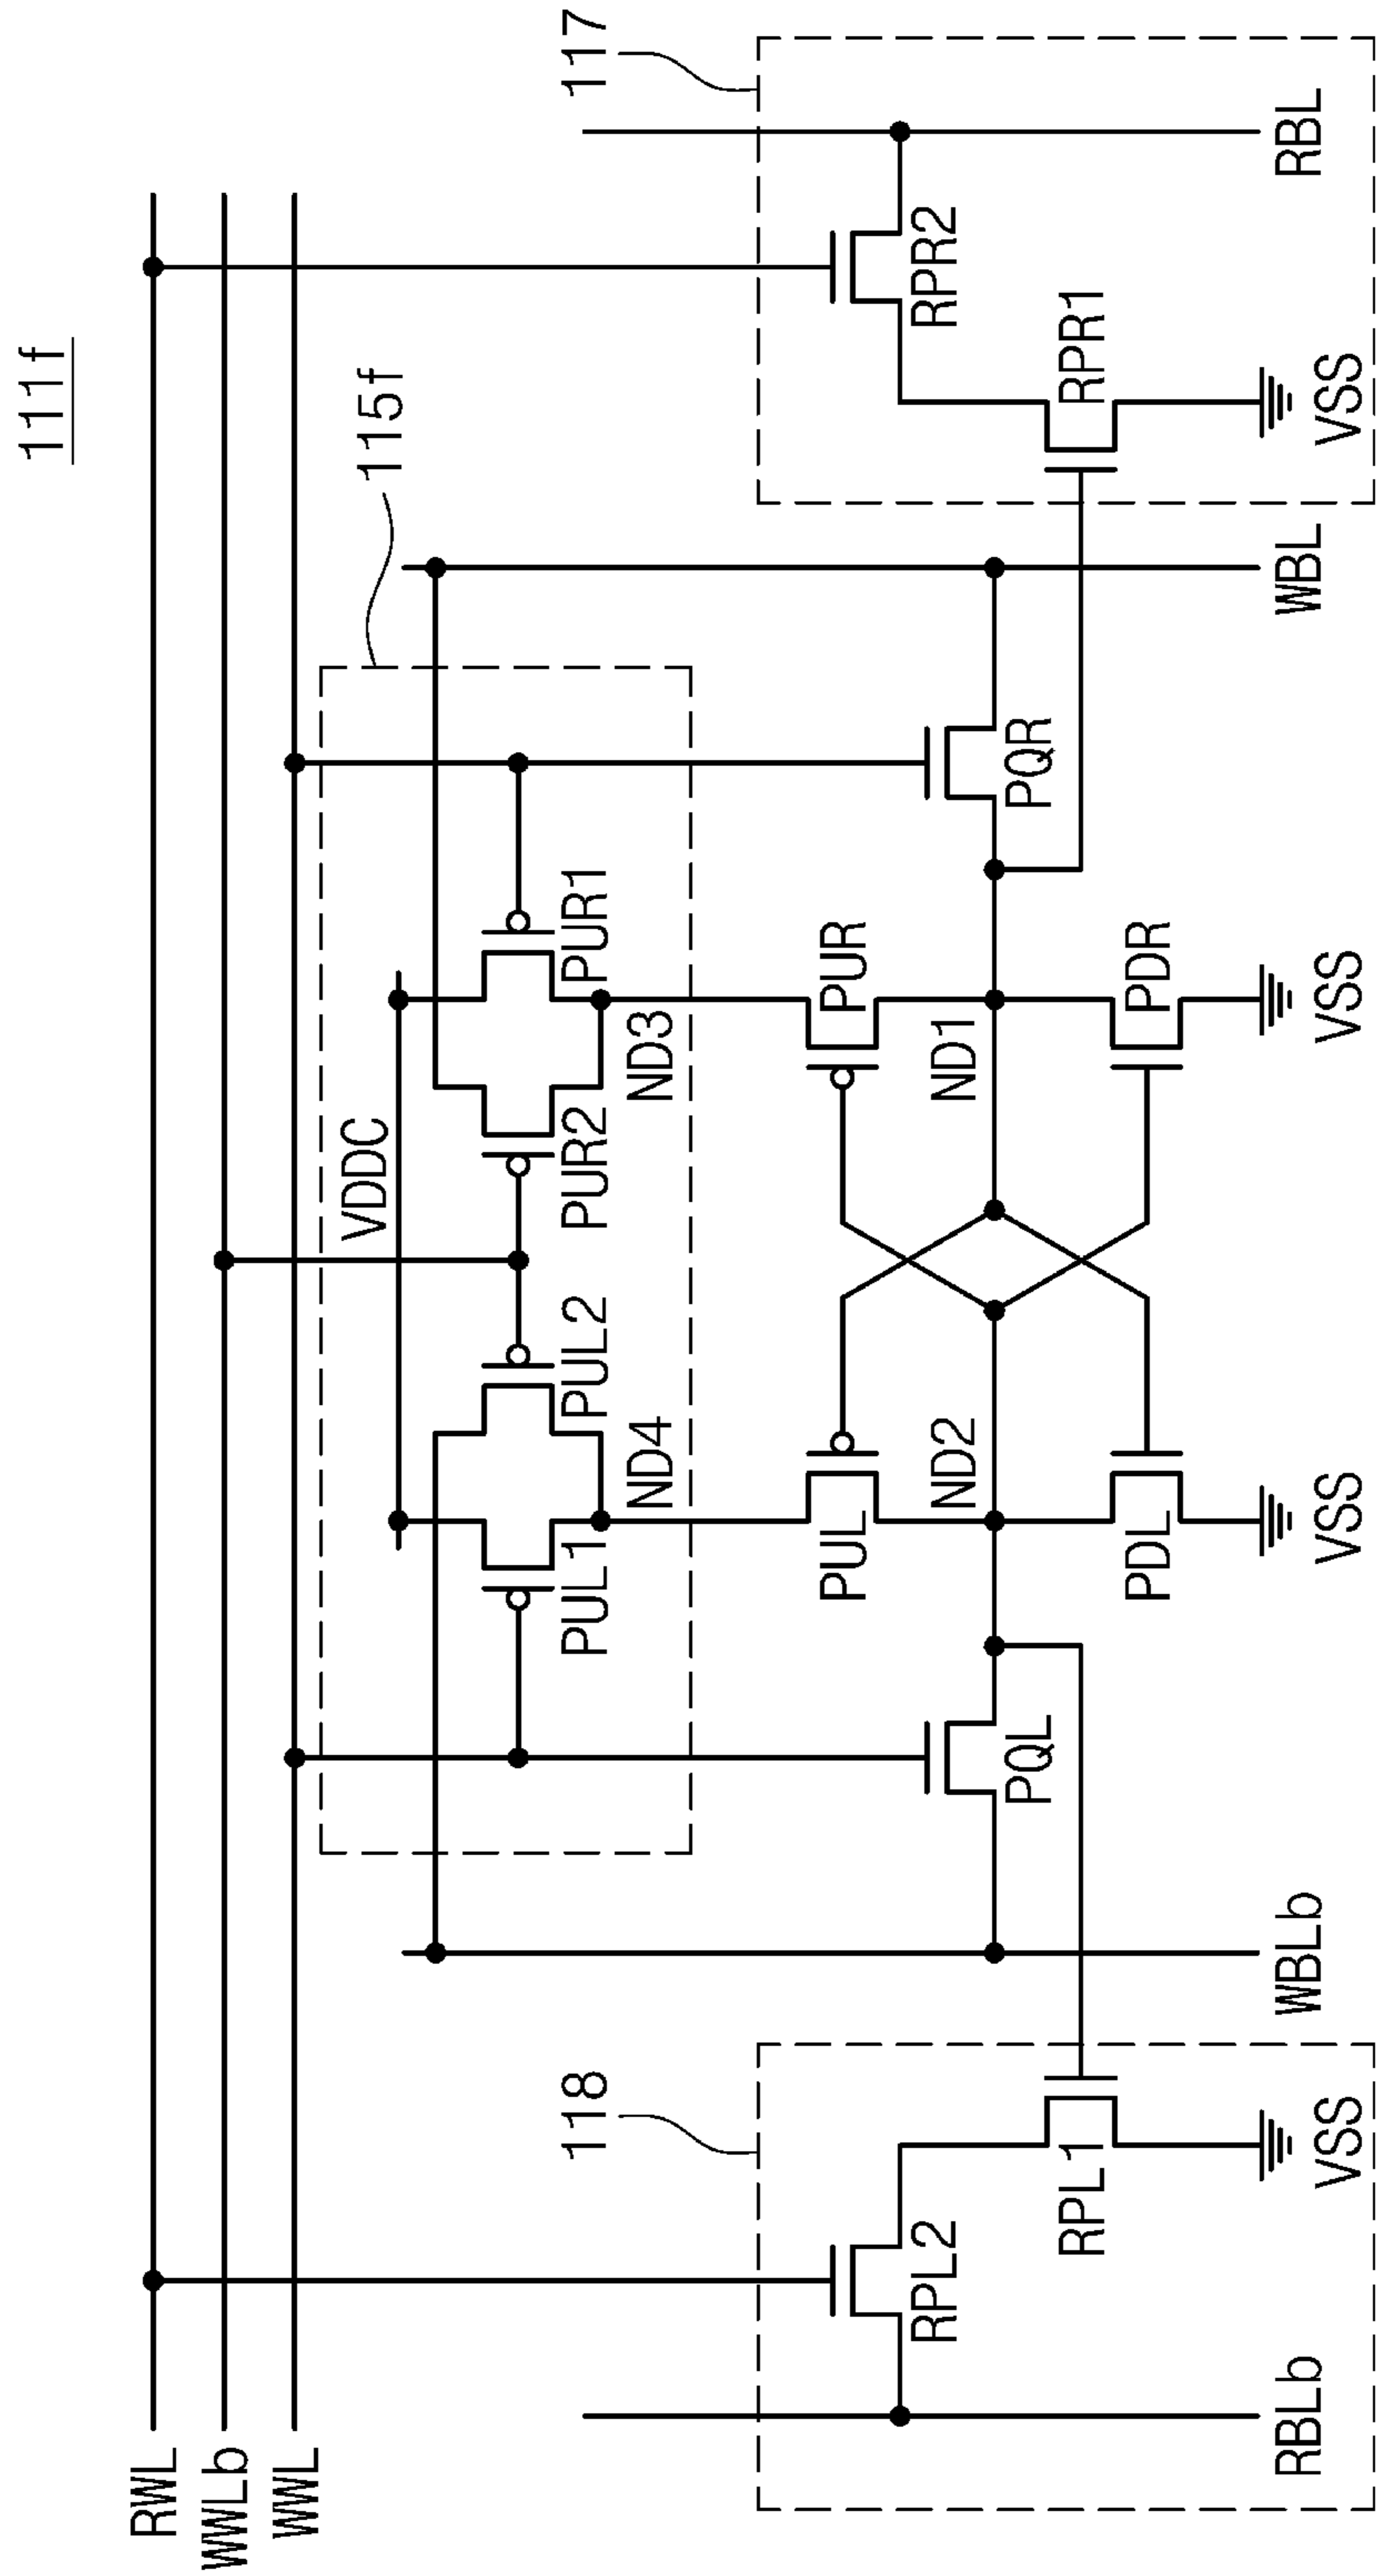 111f
RWL
WWLb
WWL
115f
VDDC
PUL1
PUL2
PUR2
PUR1
ND4
ND3
118
117
PUL
PUR
RPL2
RPR2
ND2
ND1
PQL
PQR
RPL1
RPR1
PDL
PDR
RBLb
WBLb
WBL
RBL
VSS
VSS
VSS
VSS